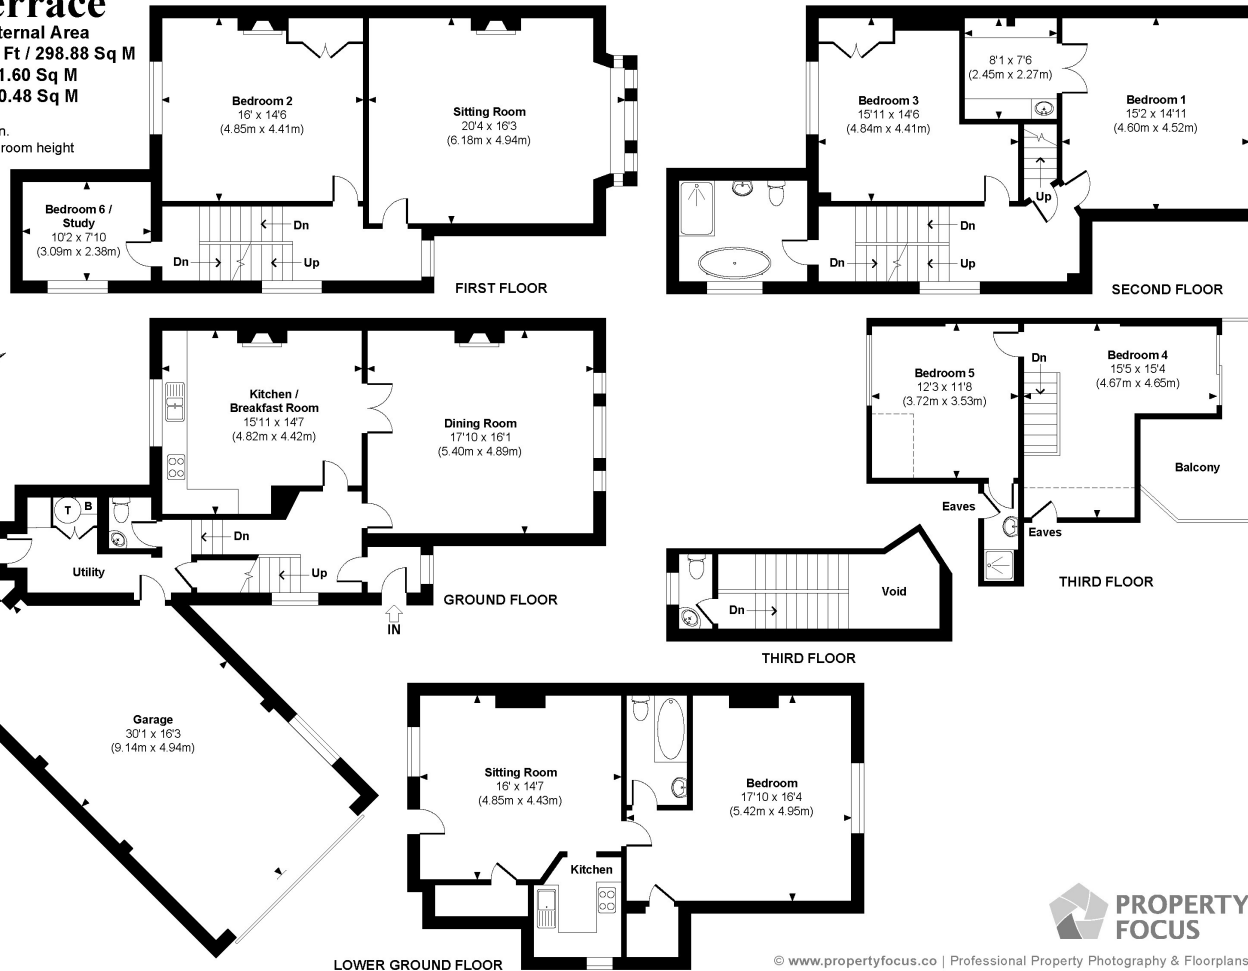 errace
ternal Area
Ft / 298.88 Sq M
1.60 Sq M
0.48 Sq M
n.
room height
Bedroom 2
16' x 14'6
(4.85m x 4.41m)
Sitting Room
20'4 x 16'3
(6.18m x 4.94m)
Bedroom 6 /
Study
10'2 x 7'10
(3.09m x 2.38m)
Dn
Dn
Up
FIRST FLOOR
8'1 x 7'6
(2.45m x 2.27m)
Bedroom 3
15'11 x 14'6
(4.84m x 4.41m)
Bedroom 1
15'2 x 14'11
(4.60m x 4.52m)
Up
Dn
Dn
Up
SECOND FLOOR
Kitchen /
Breakfast Room
15'11 x 14'7
(4.82m x 4.42m)
Dining Room
17'10 x 16'1
(5.40m x 4.89m)
T
B
Dn
Utility
Up
GROUND FLOOR
IN
Garage
30'1 x 16'3
(9.14m x 4.94m)
Bedroom 5
12'3 x 11'8
(3.72m x 3.53m)
Dn
Bedroom 4
15'5 x 15'4
(4.67m x 4.65m)
Balcony
Eaves
Eaves
THIRD FLOOR
Void
Dn
THIRD FLOOR
Sitting Room
16' x 14'7
(4.85m x 4.43m)
Bedroom
17'10 x 16'4
(5.42m x 4.95m)
Kitchen
LOWER GROUND FLOOR
PROPERTY
FOCUS
© www.propertyfocus.co | Professional Property Photography & Floorplans